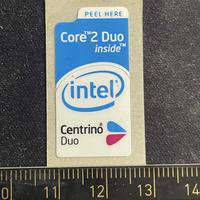 PEEL HERE
Core™2 Duo
inside™
intel
Centrino®
Duo
10 11 12 13 14